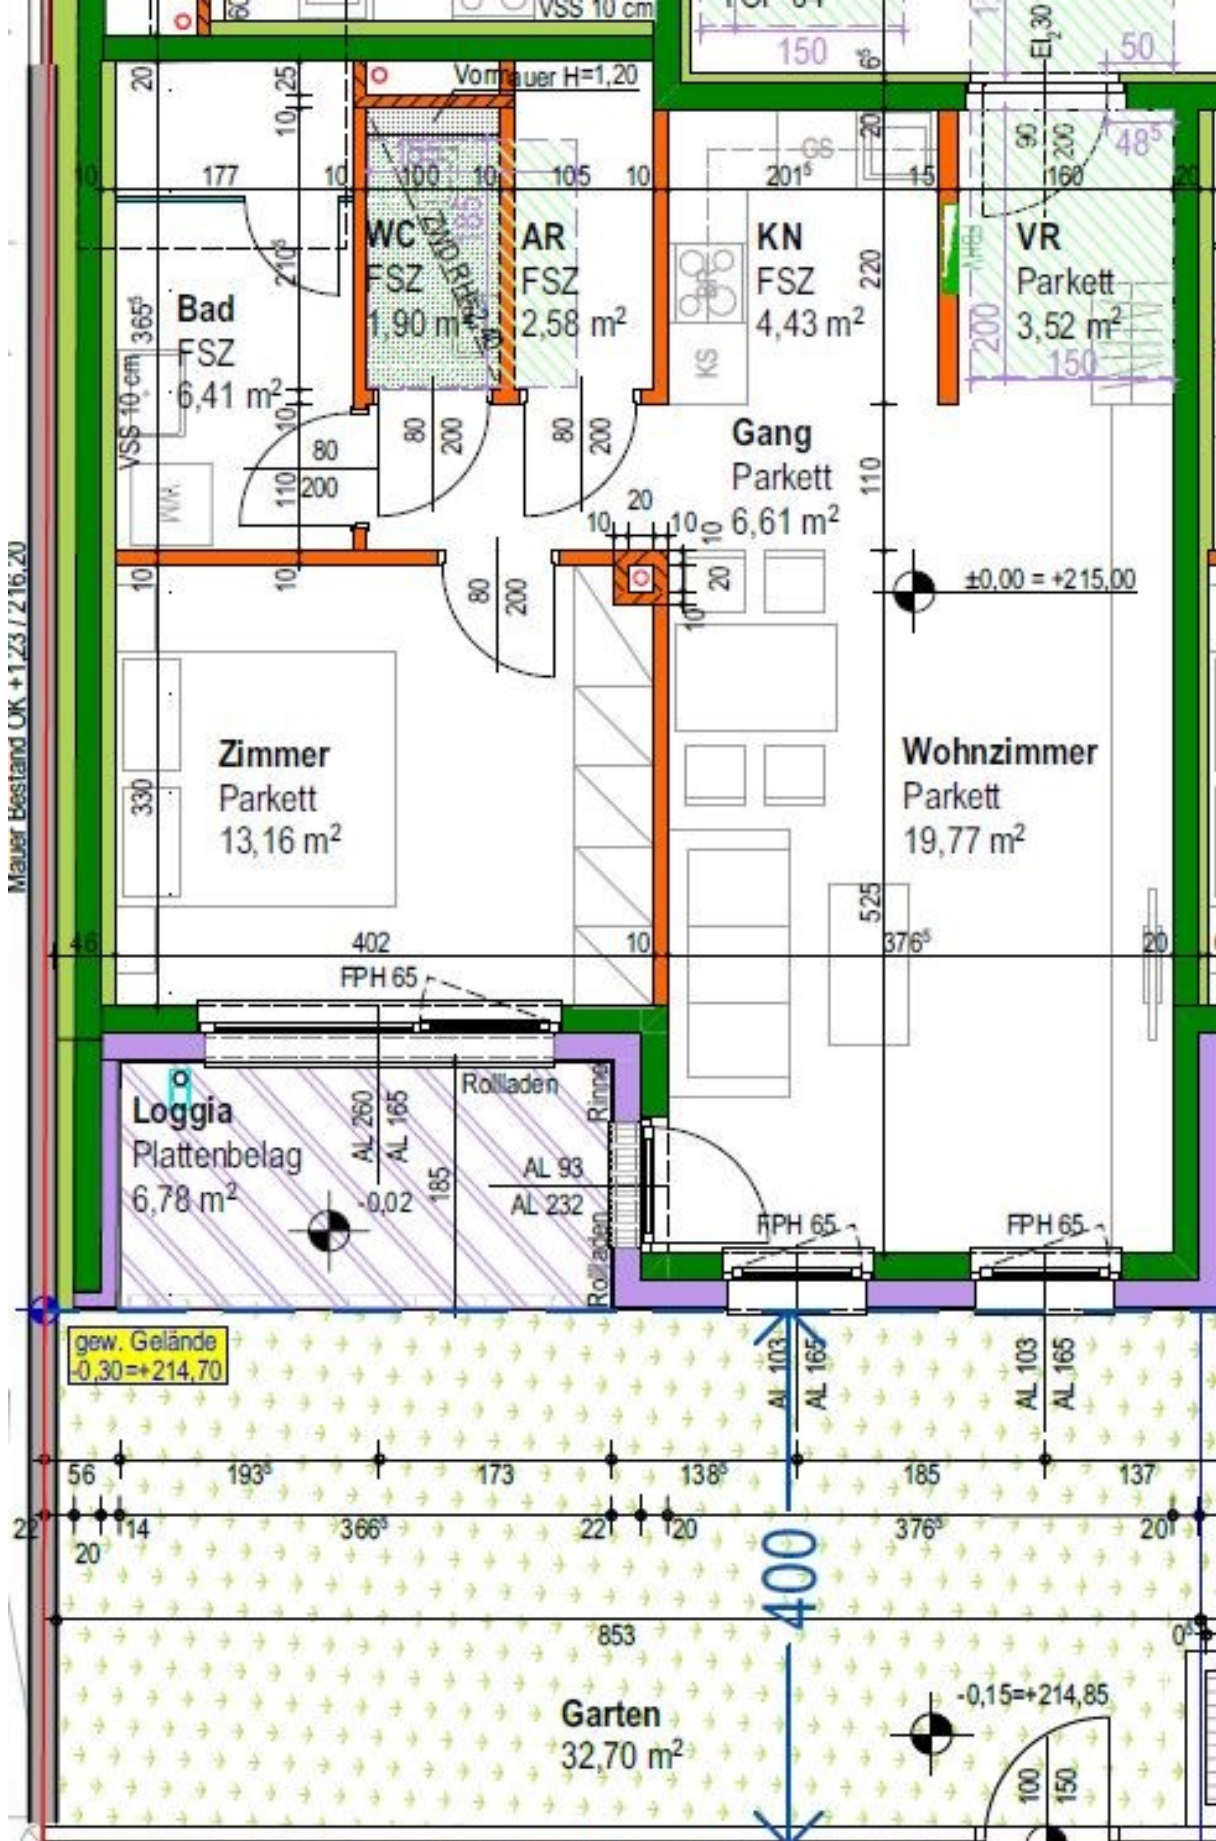 VSS 10 cm
150
6⁵
EI₂30
50
20
25
10
Vormauer H=1,20
20
GS
90
200
48⁵
10
177
10
100
10
105
10
201⁵
15
160
20
WC
FSZ
1,90 m²
AR
FSZ
2,58 m²
KN
FSZ
4,43 m²
VR
Parkett
3,52 m²
210⁵
220
200
150
365⁵
Bad
FSZ
6,41 m²
KS
VSS 10 cm
10
80
200
80
200
80
200
110
WM
Gang
Parkett
6,61 m²
110
20
10
10
10
20
10
±0,00 = +215,00
Mauer Bestand OK +1,23 / 216,20
10
10
80
200
Zimmer
Parkett
13,16 m²
330
Wohnzimmer
Parkett
19,77 m²
525
46
402
10
376⁵
20
FPH 65
Rollladen
Rinne
Loggia
Plattenbelag
6,78 m²
AL 260
AL 165
-0,02
185
AL 93
AL 232
Rollladen
FPH 65
FPH 65
gew. Gelände
-0,30=+214,70
AL 103
AL 165
AL 103
AL 165
56
193⁵
173
138⁵
185
137
22
20
14
366⁵
22
20
376⁵
20
400
853
0⁵
-0,15=+214,85
Garten
32,70 m²
100
150